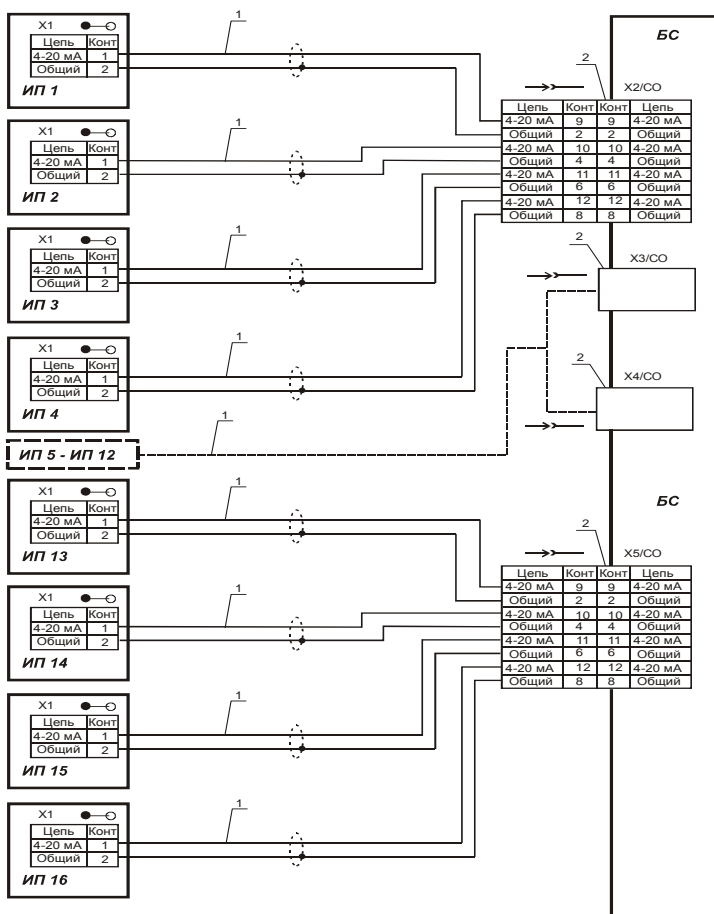 БС
X1
1
Цепь Конт
4-20 мА 1
Общий 2
ИП 1
2
X2/CO
Цепь Конт Конт Цепь
4-20 мА 9 9 4-20 мА
Общий 2 2 Общий
4-20 мА 10 10 4-20 мА
Общий 4 4 Общий
4-20 мА 11 11 4-20 мА
Общий 6 6 Общий
4-20 мА 12 12 4-20 мА
Общий 8 8 Общий
X1
1
Цепь Конт
4-20 мА 1
Общий 2
ИП 2
X1
1
Цепь Конт
4-20 мА 1
Общий 2
ИП 3
2
X3/CO
X1
1
Цепь Конт
4-20 мА 1
Общий 2
ИП 4
2
X4/CO
ИП 5 - ИП 12
1
X1
1
Цепь Конт
4-20 мА 1
Общий 2
ИП 13
БС
2
X5/CO
Цепь Конт Конт Цепь
4-20 мА 9 9 4-20 мА
Общий 2 2 Общий
4-20 мА 10 10 4-20 мА
Общий 4 4 Общий
4-20 мА 11 11 4-20 мА
Общий 6 6 Общий
4-20 мА 12 12 4-20 мА
Общий 8 8 Общий
X1
1
Цепь Конт
4-20 мА 1
Общий 2
ИП 14
X1
1
Цепь Конт
4-20 мА 1
Общий 2
ИП 15
X1
1
Цепь Конт
4-20 мА 1
Общий 2
ИП 16